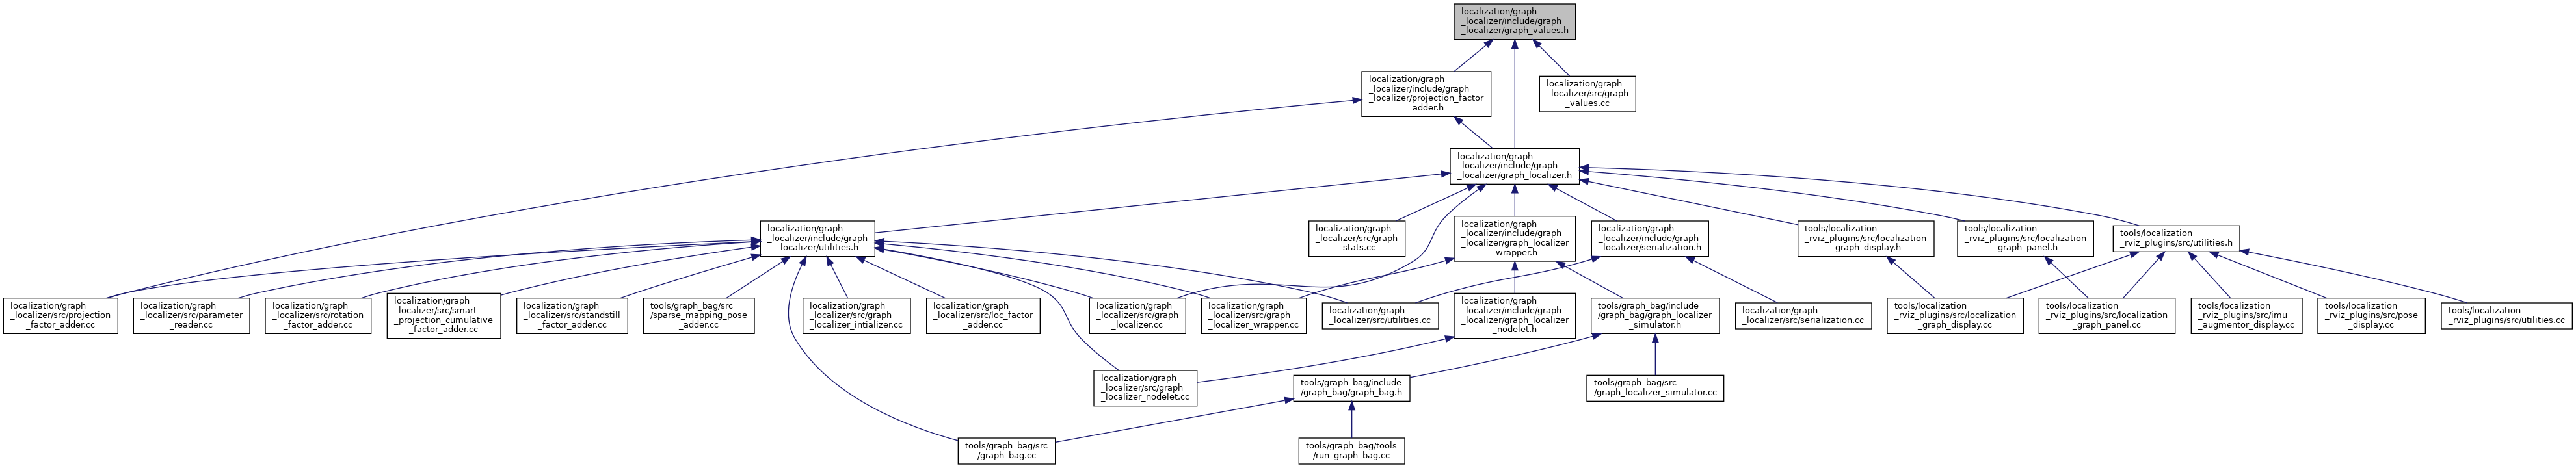 localization/graph
_localizer/include/graph
_localizer/graph_values.h
localization/graph
_localizer/include/graph
_localizer/projection_factor
_adder.h
localization/graph
_localizer/src/graph
_values.cc
localization/graph
_localizer/include/graph
_localizer/graph_localizer.h
localization/graph
_localizer/include/graph
_localizer/utilities.h
localization/graph
_localizer/src/graph
_stats.cc
localization/graph
_localizer/include/graph
_localizer/graph_localizer
_wrapper.h
localization/graph
_localizer/include/graph
_localizer/serialization.h
tools/localization
_rviz_plugins/src/localization
_graph_display.h
tools/localization
_rviz_plugins/src/localization
_graph_panel.h
tools/localization
_rviz_plugins/src/utilities.h
localization/graph
_localizer/src/projection
_factor_adder.cc
localization/graph
_localizer/src/parameter
_reader.cc
localization/graph
_localizer/src/rotation
_factor_adder.cc
localization/graph
_localizer/src/smart
_projection_cumulative
_factor_adder.cc
localization/graph
_localizer/src/standstill
_factor_adder.cc
tools/graph_bag/src
/sparse_mapping_pose
_adder.cc
localization/graph
_localizer/src/graph
_localizer_intializer.cc
localization/graph
_localizer/src/loc_factor
_adder.cc
localization/graph
_localizer/src/graph
_localizer.cc
localization/graph
_localizer/src/graph
_localizer_wrapper.cc
localization/graph
_localizer/src/utilities.cc
localization/graph
_localizer/include/graph
_localizer/graph_localizer
_nodelet.h
tools/graph_bag/include
/graph_bag/graph_localizer
_simulator.h
localization/graph
_localizer/src/serialization.cc
tools/localization
_rviz_plugins/src/localization
_graph_display.cc
tools/localization
_rviz_plugins/src/localization
_graph_panel.cc
tools/localization
_rviz_plugins/src/imu
_augmentor_display.cc
tools/localization
_rviz_plugins/src/pose
_display.cc
tools/localization
_rviz_plugins/src/utilities.cc
localization/graph
_localizer/src/graph
_localizer_nodelet.cc
tools/graph_bag/include
/graph_bag/graph_bag.h
tools/graph_bag/src
/graph_localizer_simulator.cc
tools/graph_bag/src
/graph_bag.cc
tools/graph_bag/tools
/run_graph_bag.cc